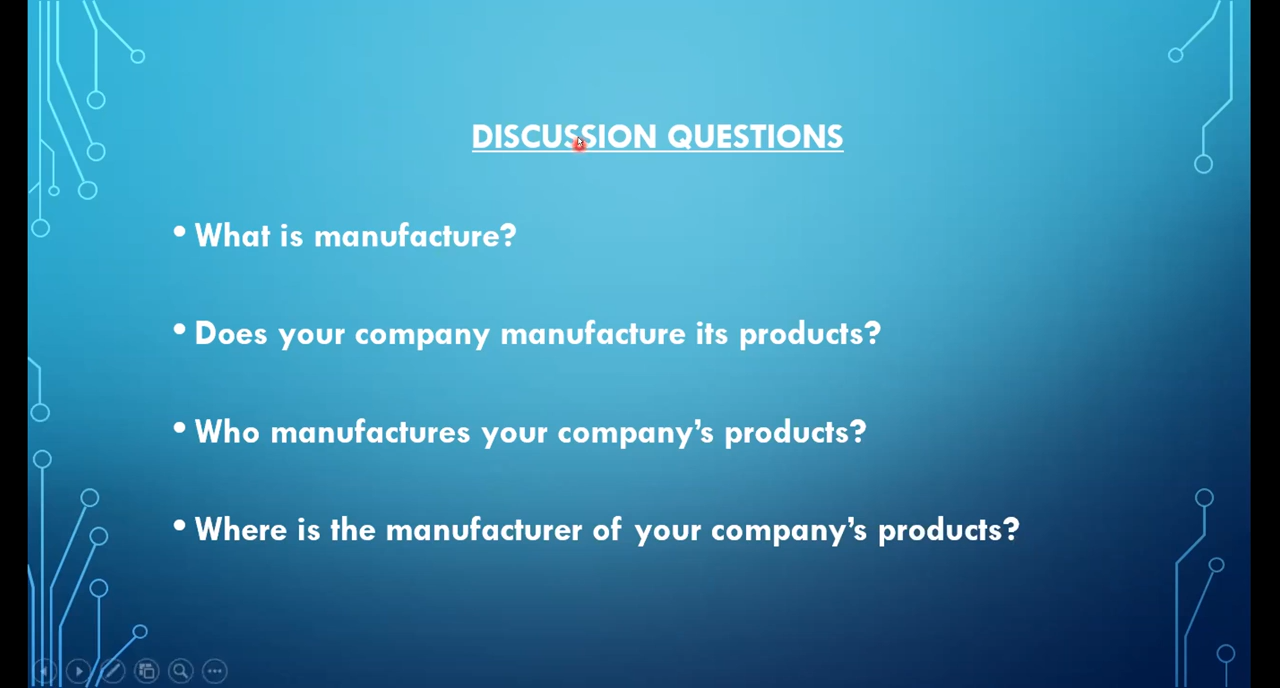 DISCUSSION QUESTIONS
• What is manufacture?
• Does your company manufacture its products?
• Who manufactures your company’s products?
• Where is the manufacturer of your company’s products?